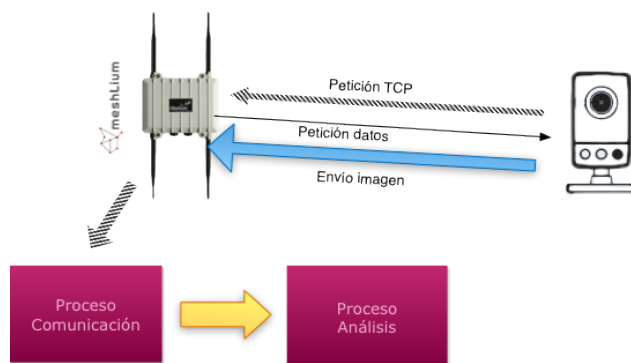 meshLium
Petición TCP
Petición datos
Envío imagen
Proceso
Comunicación
Proceso
Análisis